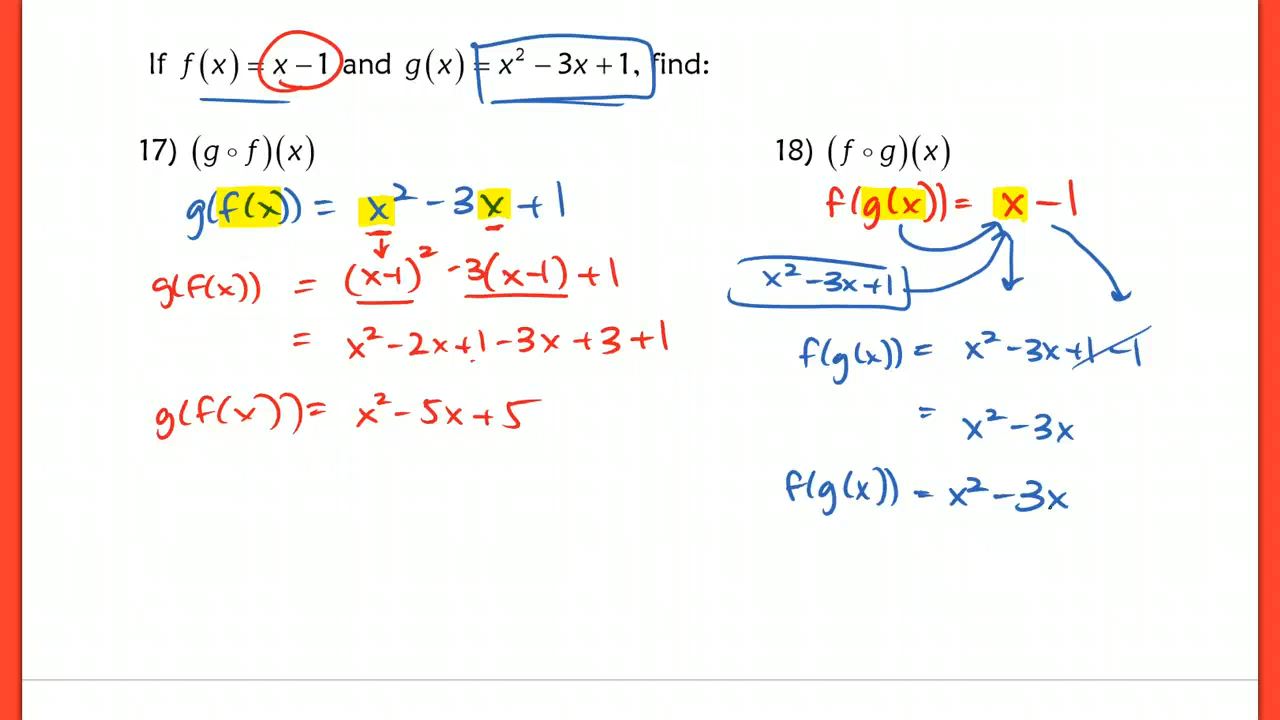 If f(x) = x − 1 and g(x) = x² − 3x + 1, find:
17) (g ∘ f)(x)
g(f(x)) = x² − 3x + 1
g(f(x)) = (x−1)² − 3(x−1) + 1
= x² − 2x + 1 − 3x + 3 + 1
g(f(x)) = x² − 5x + 5
18) (f ∘ g)(x)
f(g(x)) = x − 1
x² − 3x + 1
f(g(x)) = x² − 3x + 1 − 1
= x² − 3x
f(g(x)) = x² − 3x